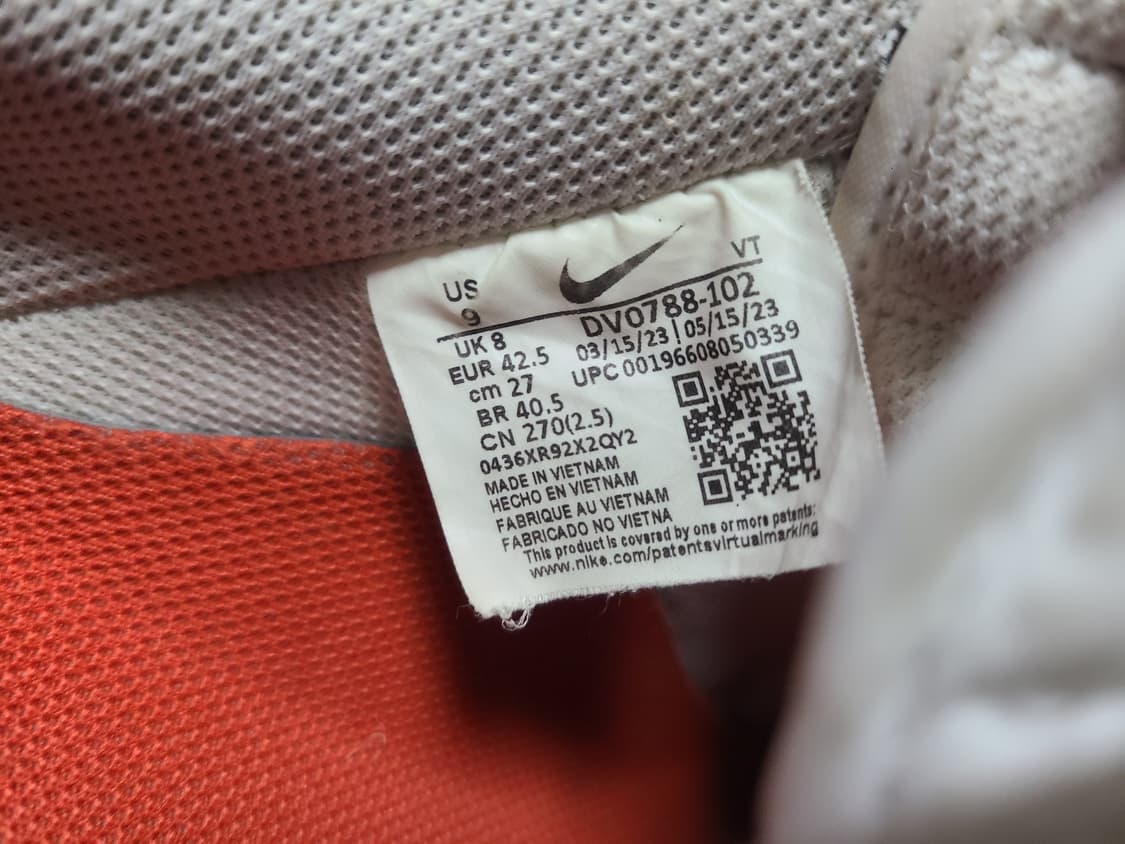 US VT
9 DV0788-102
UK 8 03/15/23 | 05/15/23
EUR 42.5 UPC 00196608050339
cm 27
BR 40.5
CN 270(2.5)
0436XR92X2QY2
MADE IN VIETNAM
HECHO EN VIETNAM
FABRIQUE AU VIETNAM
FABRICADO NO VIETNA
This product is covered by one or more patents:
www.nike.com/patentsvirtualmarking